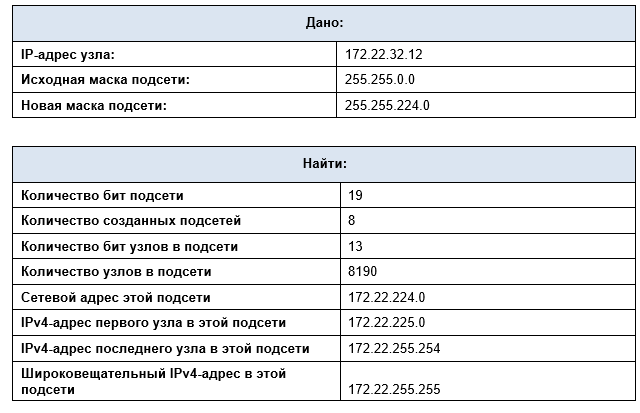 Дано:
IP-адрес узла: 172.22.32.12
Исходная маска подсети: 255.255.0.0
Новая маска подсети: 255.255.224.0
Найти:
Количество бит подсети 19
Количество созданных подсетей 8
Количество бит узлов в подсети 13
Количество узлов в подсети 8190
Сетевой адрес этой подсети 172.22.224.0
IPv4-адрес первого узла в этой подсети 172.22.225.0
IPv4-адрес последнего узла в этой подсети 172.22.255.254
Широковещательный IPv4-адрес в этой
подсети 172.22.255.255